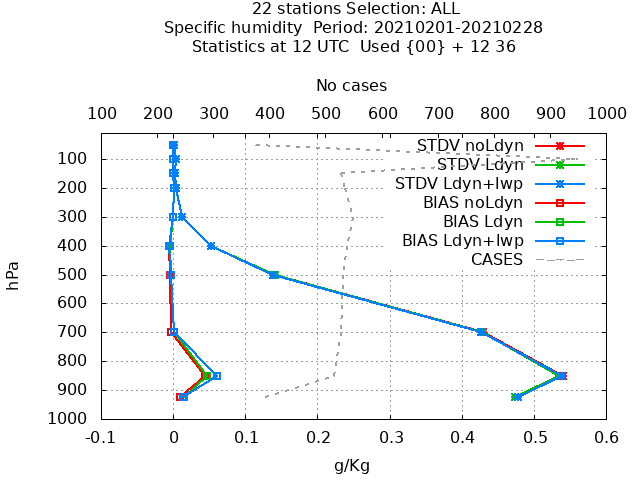 22 stations Selection: ALL
Specific humidity  Period: 20210201-20210228
Statistics at 12 UTC  Used {00} + 12 36
No cases
100 200 300 400 500 600 700 800 900 1000
STDV noLdyn
STDV Ldyn
STDV Ldyn+lwp
BIAS noLdyn
BIAS Ldyn
BIAS Ldyn+lwp
CASES
hPa
100
200
300
400
500
600
700
800
900
1000
-0.1 0 0.1 0.2 0.3 0.4 0.5 0.6
g/Kg